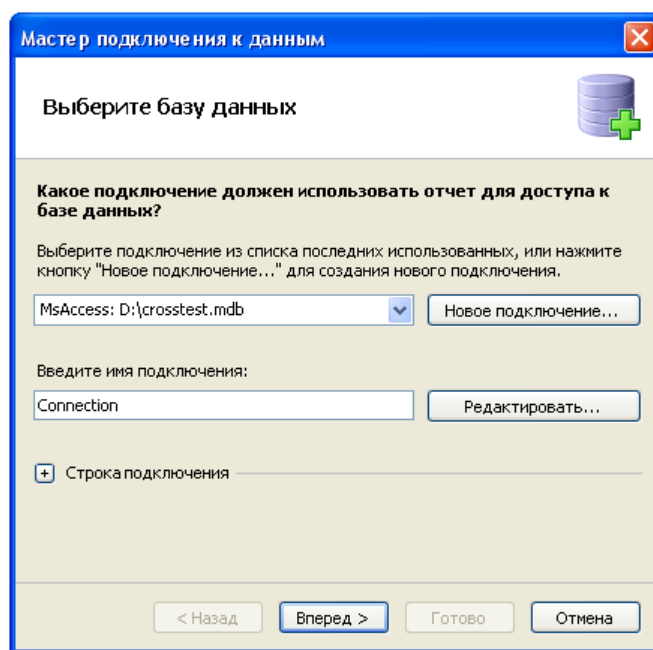 Мастер подключения к данным
Выберите базу данных
Какое подключение должен использовать отчет для доступа к
базе данных?
Выберите подключение из списка последних использованных, или нажмите
кнопку "Новое подключение..." для создания нового подключения.
MsAccess: D:\crosstest.mdb
Новое подключение...
Введите имя подключения:
Connection
Редактировать...
Строка подключения
< Назад
Вперед >
Готово
Отмена